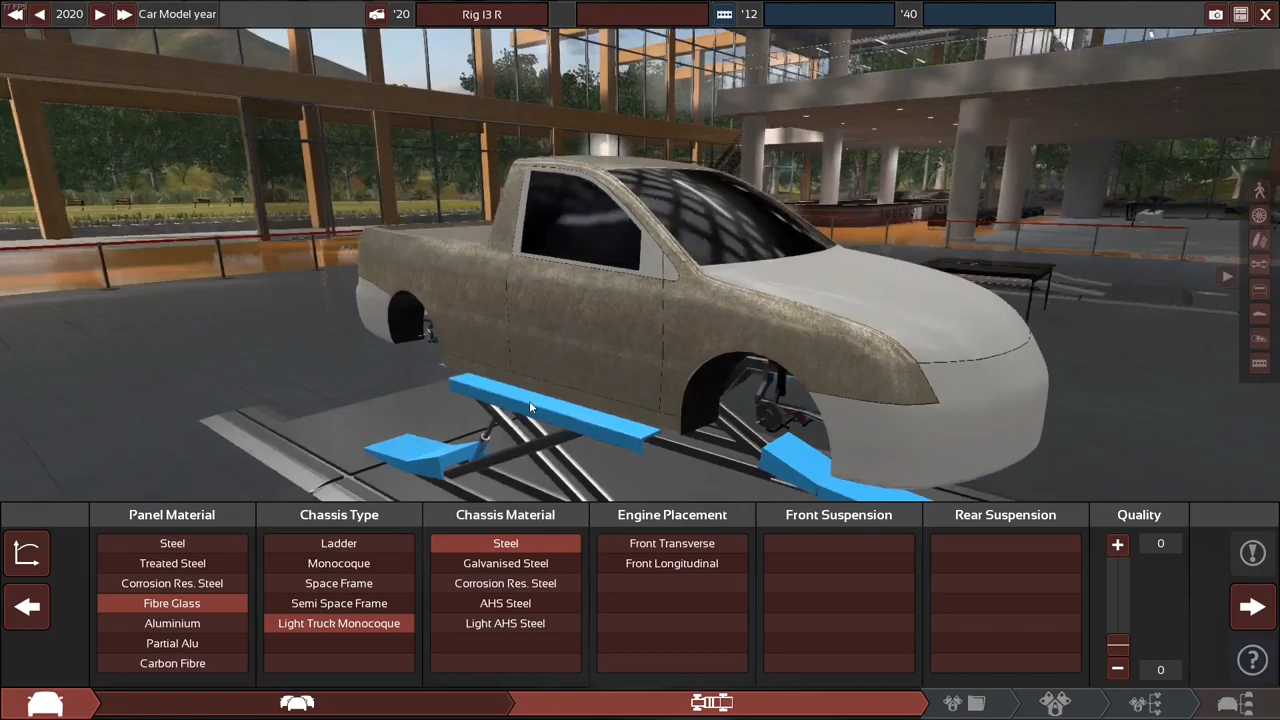 77 FPS
2020 Car Model year '20 Rig I3 R '12 '40
Panel Material Chassis Type Chassis Material Engine Placement Front Suspension Rear Suspension Quality
Steel Ladder Steel Front Transverse + 0
Treated Steel Monocoque Galvanised Steel Front Longitudinal
Corrosion Res. Steel Space Frame Corrosion Res. Steel
Fibre Glass Semi Space Frame AHS Steel
Aluminium Light Truck Monocoque Light AHS Steel
Partial Alu
Carbon Fibre - 0